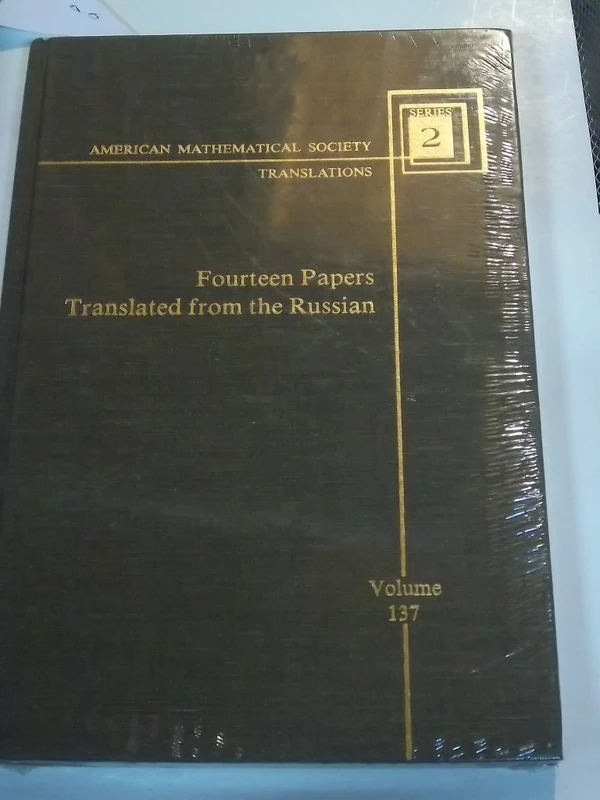 SERIES
2
AMERICAN MATHEMATICAL SOCIETY
TRANSLATIONS
Fourteen Papers
Translated from the Russian
Volume
137